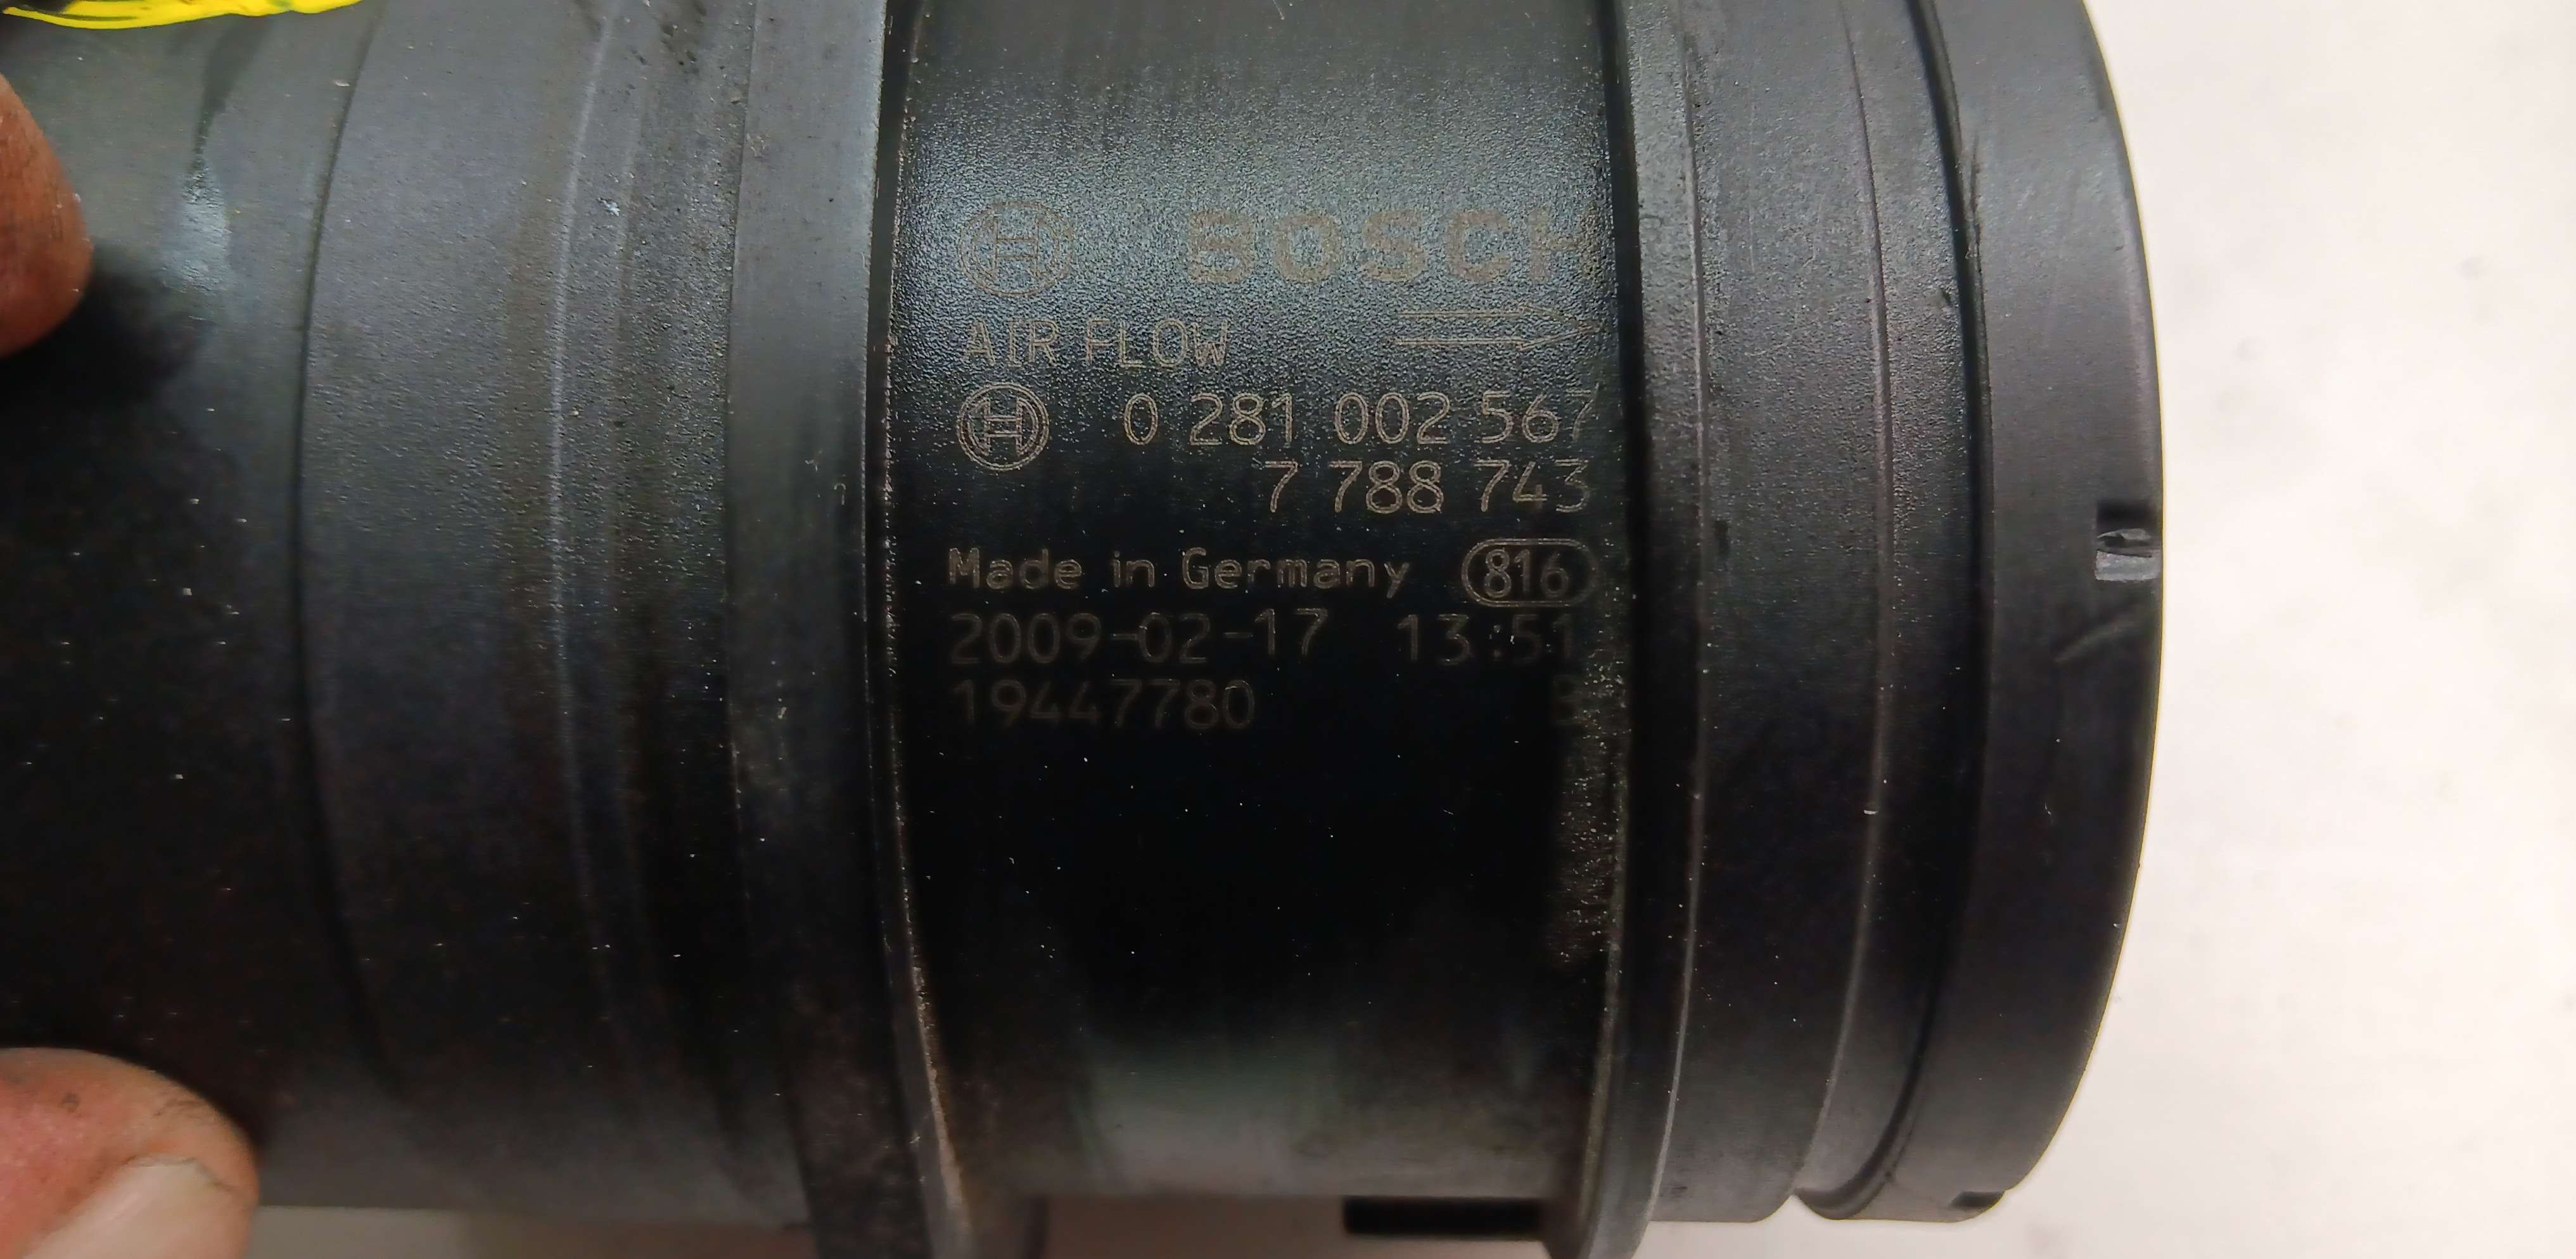 BOSCH
AIR FLOW
0 281 002 567
7 788 743
Made in Germany 816
2009-02-17 13:51
19447780